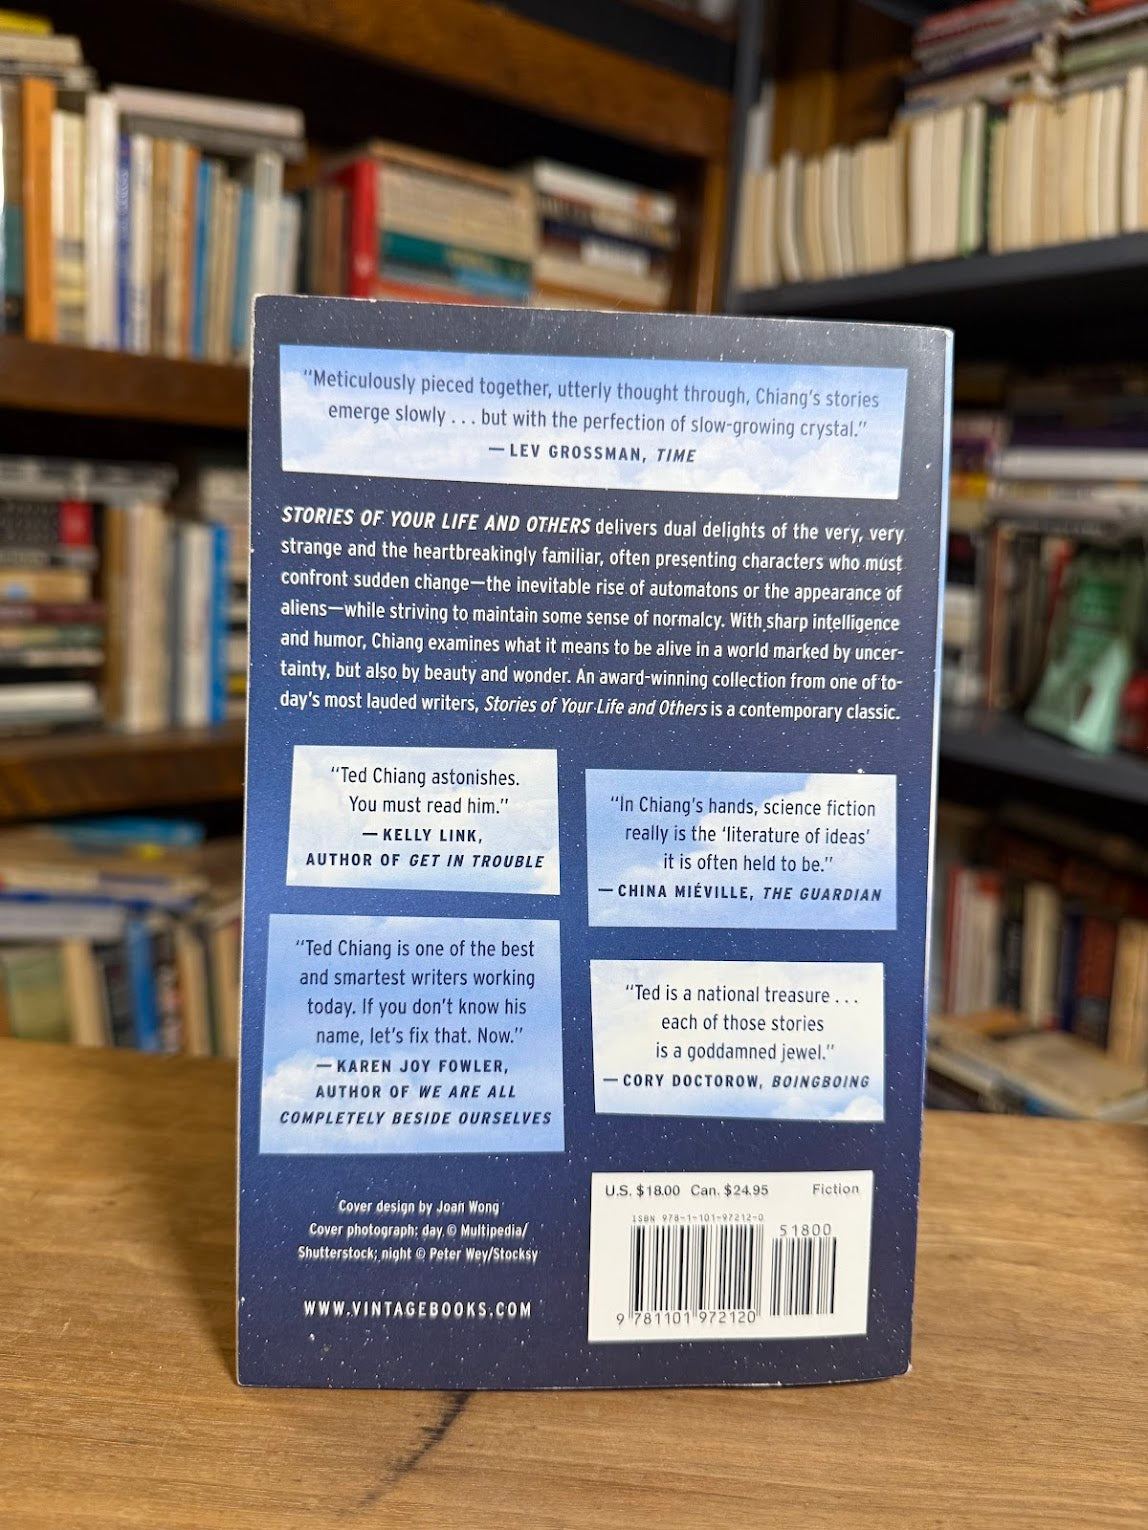 “Meticulously pieced together, utterly thought through, Chiang’s stories
emerge slowly . . . but with the perfection of slow-growing crystal.”
— LEV GROSSMAN, TIME
STORIES OF YOUR LIFE AND OTHERS delivers dual delights of the very, very
strange and the heartbreakingly familiar, often presenting characters who must
confront sudden change—the inevitable rise of automatons or the appearance of
aliens—while striving to maintain some sense of normalcy. With sharp intelligence
and humor, Chiang examines what it means to be alive in a world marked by uncer-
tainty, but also by beauty and wonder. An award-winning collection from one of to-
day’s most lauded writers, Stories of Your Life and Others is a contemporary classic.
“Ted Chiang astonishes.
You must read him.”
— KELLY LINK,
AUTHOR OF GET IN TROUBLE
“In Chiang’s hands, science fiction
really is the ‘literature of ideas’
it is often held to be.”
— CHINA MIÉVILLE, THE GUARDIAN
“Ted Chiang is one of the best
and smartest writers working
today. If you don’t know his
name, let’s fix that. Now.”
— KAREN JOY FOWLER,
AUTHOR OF WE ARE ALL
COMPLETELY BESIDE OURSELVES
“Ted is a national treasure . . .
each of those stories
is a goddamned jewel.”
— CORY DOCTOROW, BOINGBOING
Cover design by Joan Wong
Cover photograph: day © Multipedia/
Shutterstock; night © Peter Wey/Stocksy
WWW.VINTAGEBOOKS.COM
U.S. $18.00 Can. $24.95 Fiction
ISBN 978-1-101-97212-0
51800
9 781101 972120